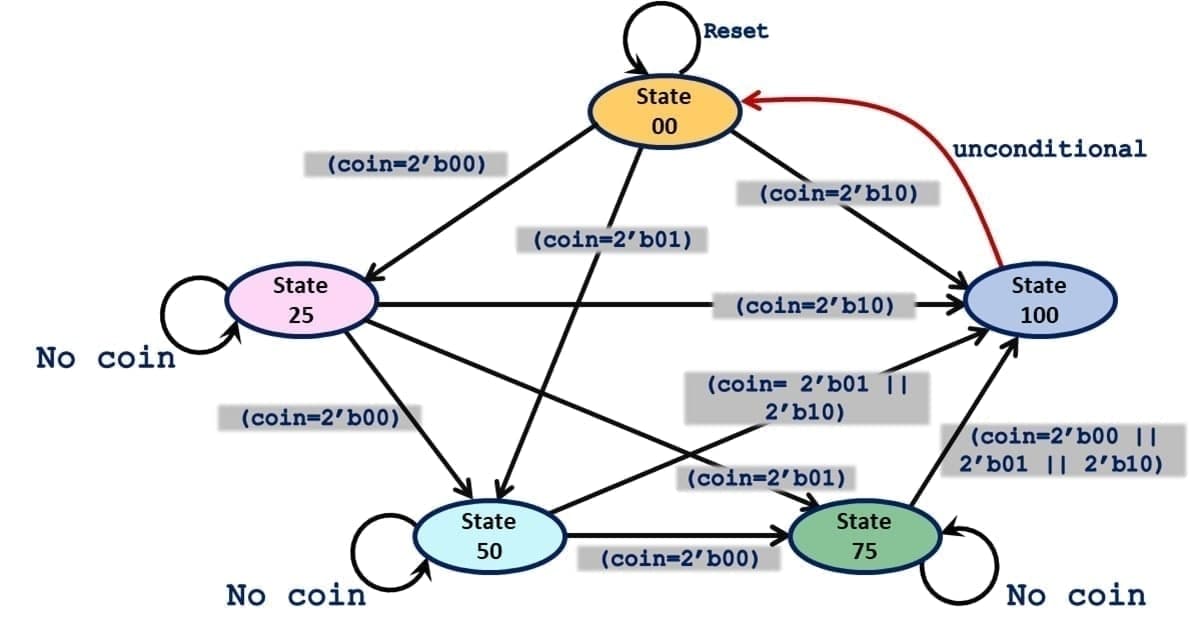 Reset
State
00
unconditional
(coin=2’b00)
(coin=2’b10)
(coin=2’b01)
State
25
(coin=2’b10)
State
100
No coin
(coin= 2’b01 ||
2’b10)
(coin=2’b00)
(coin=2’b00 ||
2’b01 || 2’b10)
(coin=2’b01)
State
50
State
75
(coin=2’b00)
No coin
No coin